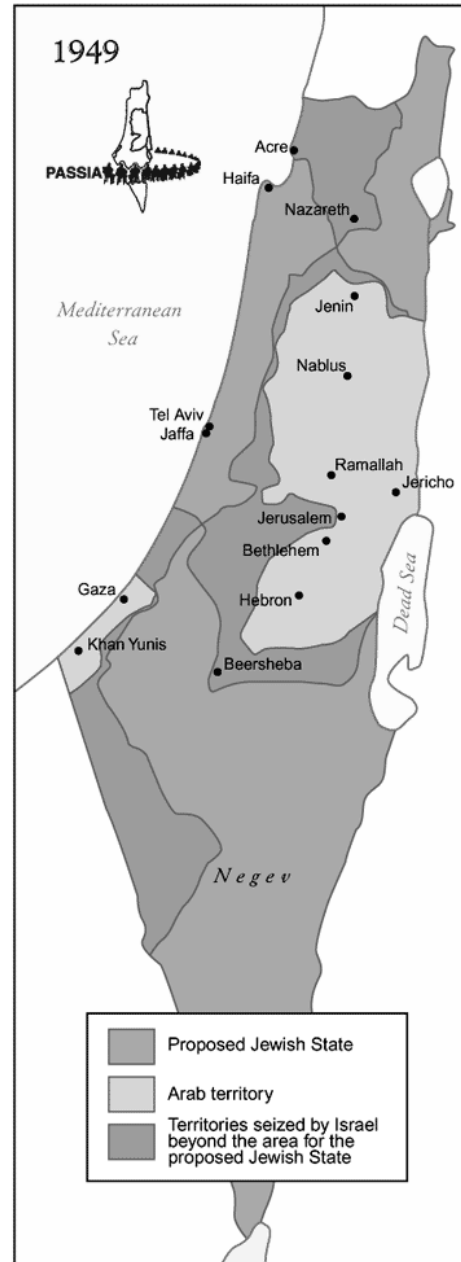 1949
PASSIA
Acre
Haifa
Nazareth
Mediterranean
Sea
Jenin
Nablus
Tel Aviv
Jaffa
Ramallah
Jericho
Jerusalem
Bethlehem
Gaza
Hebron
Dead Sea
Khan Yunis
Beersheba
Negev
Proposed Jewish State
Arab territory
Territories seized by Israel
beyond the area for the
proposed Jewish State